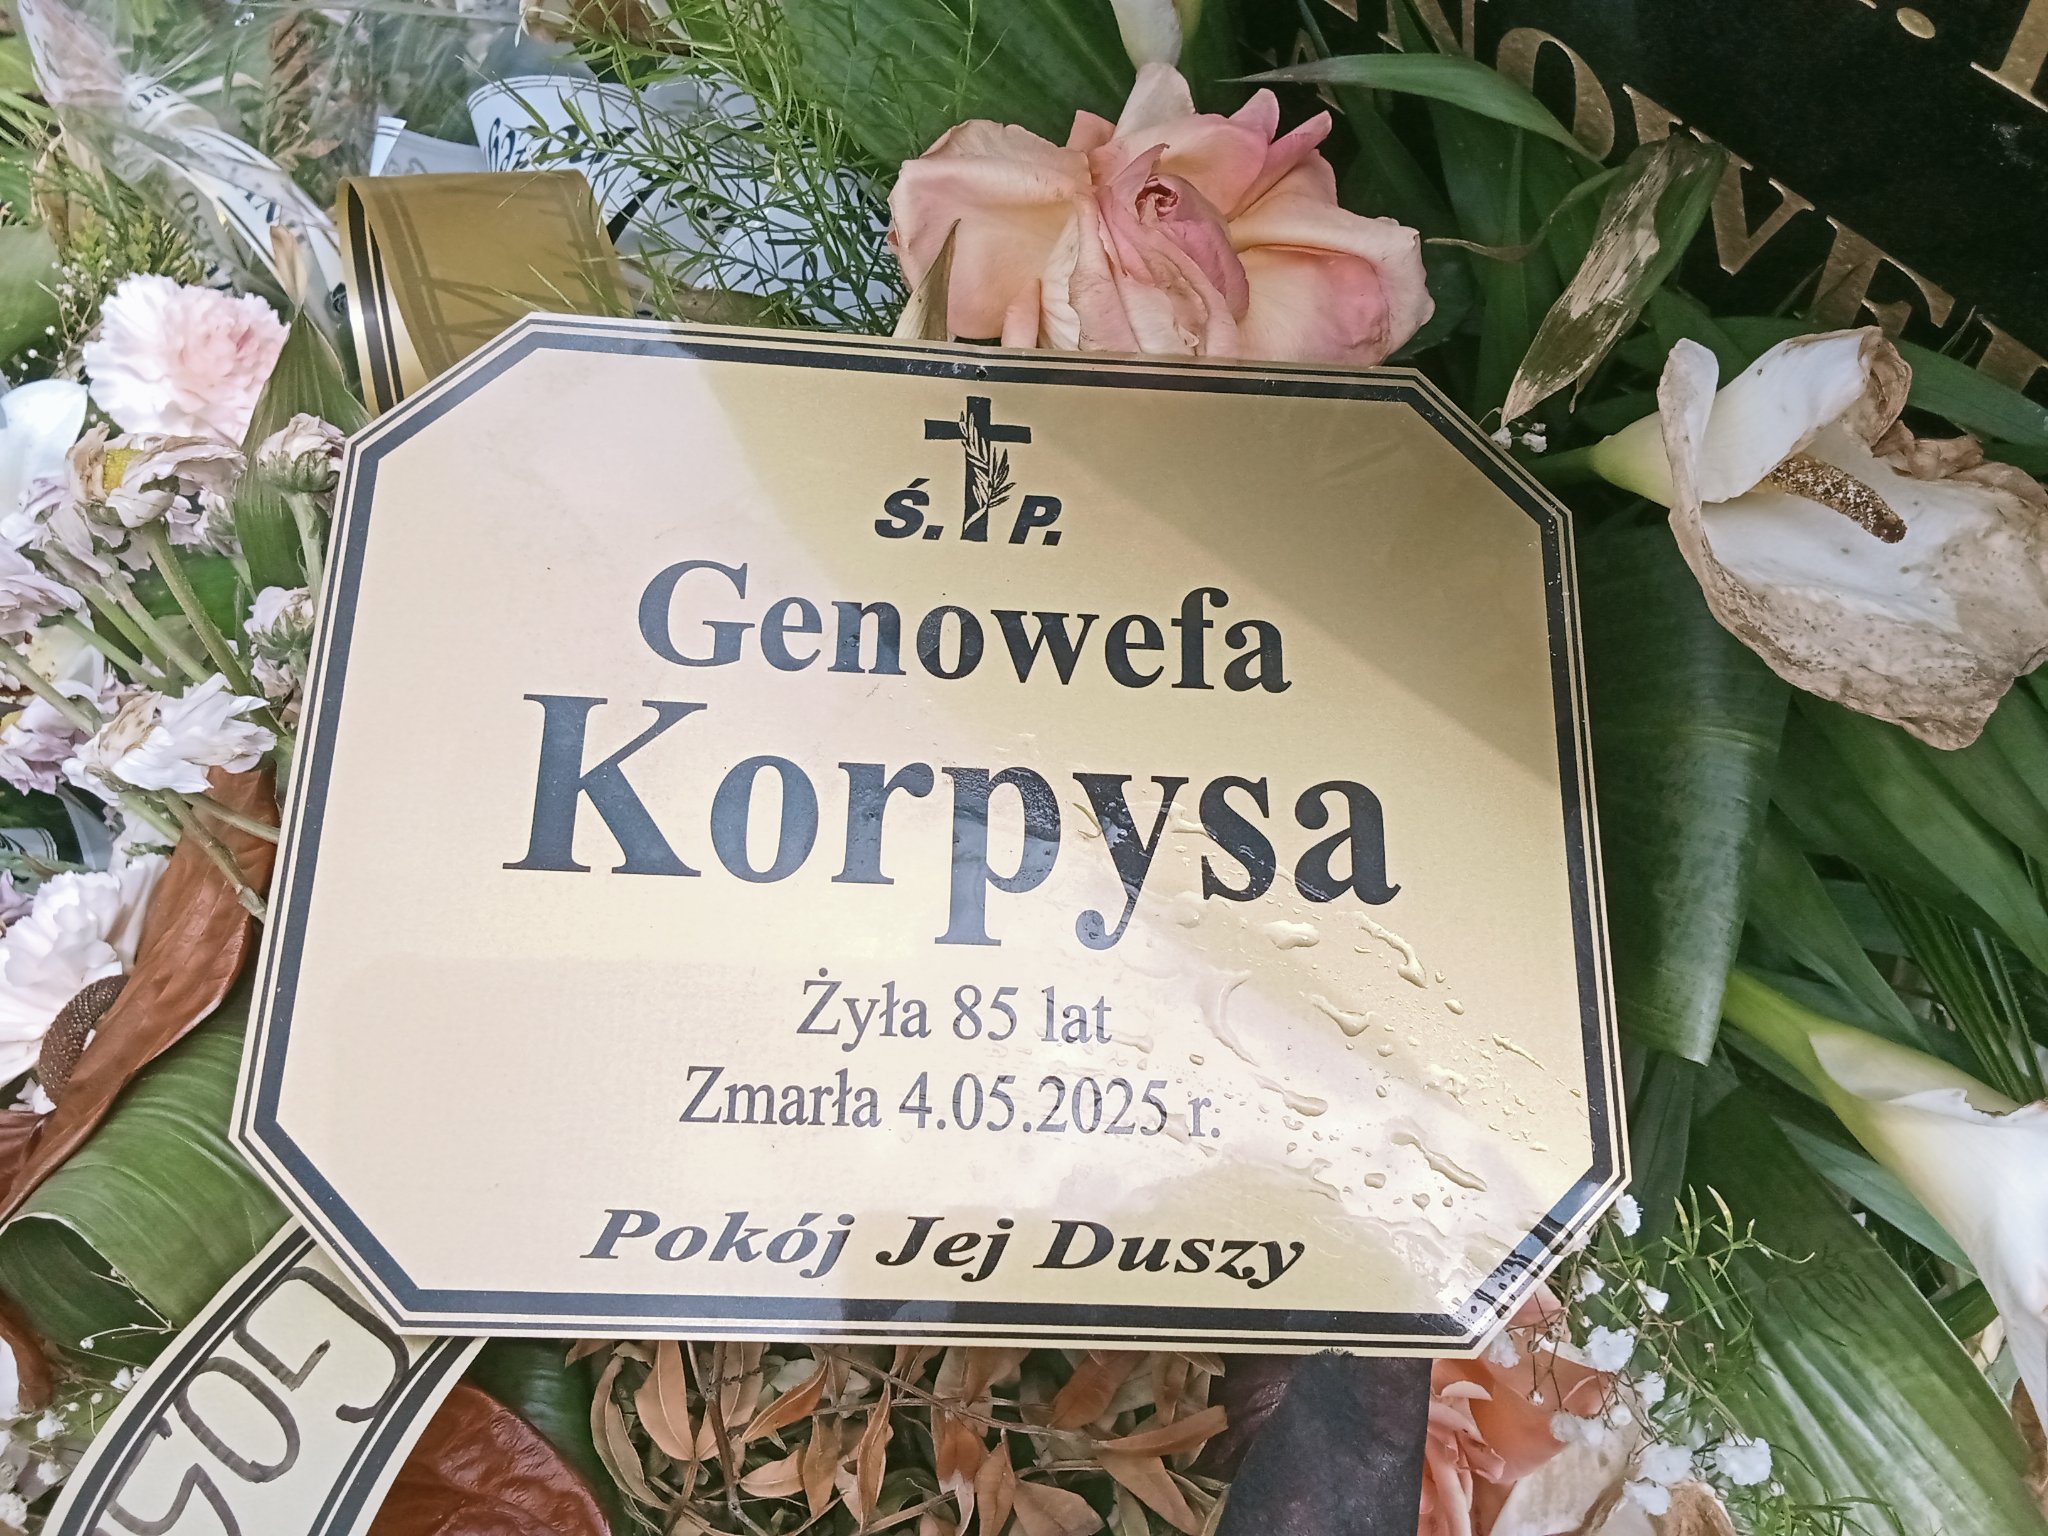 Ś. P.
Genowefa
Korpysa
Żyła 85 lat
Zmarła 4.05.2025 r.
Pokój Jej Duszy